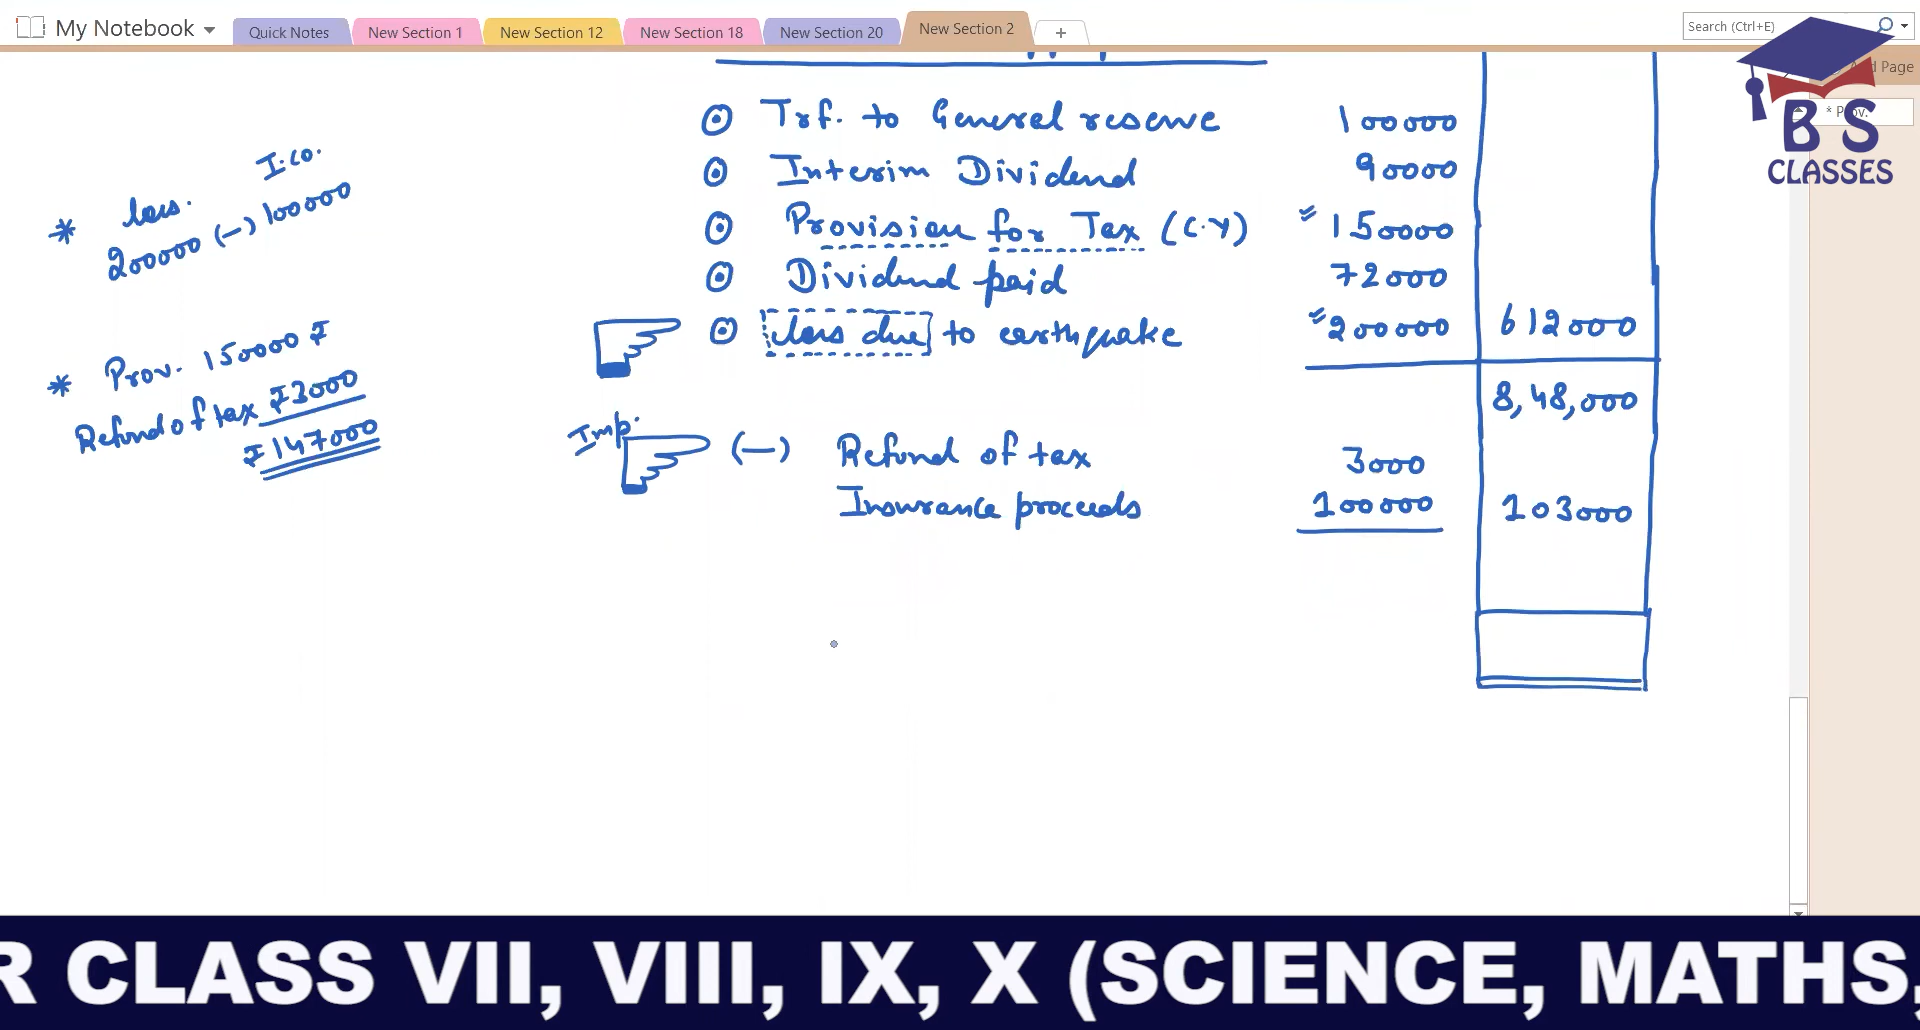 My Notebook
Quick Notes
New Section 1
New Section 12
New Section 18
New Section 20
New Section 2
+
Search (Ctrl+E)
d Page
* Prov.
B S
CLASSES
⊙ Trf. to General reserve 100000
⊙ Interim Dividend 90000
⊙ Provision for Tax (C.Y) 150000
⊙ Dividend paid 72000
⊙ loss due to earthquake 200000 612000
8,48,000
Imp.
(-) Refund of tax 3000
Insurance proceeds 100000 103000
I.co.
* loss.
200000 (-) 100000
* Prov. 150000 ₹
Refund of tax ₹3000
₹147000
R CLASS VII, VIII, IX, X (SCIENCE, MATHS,